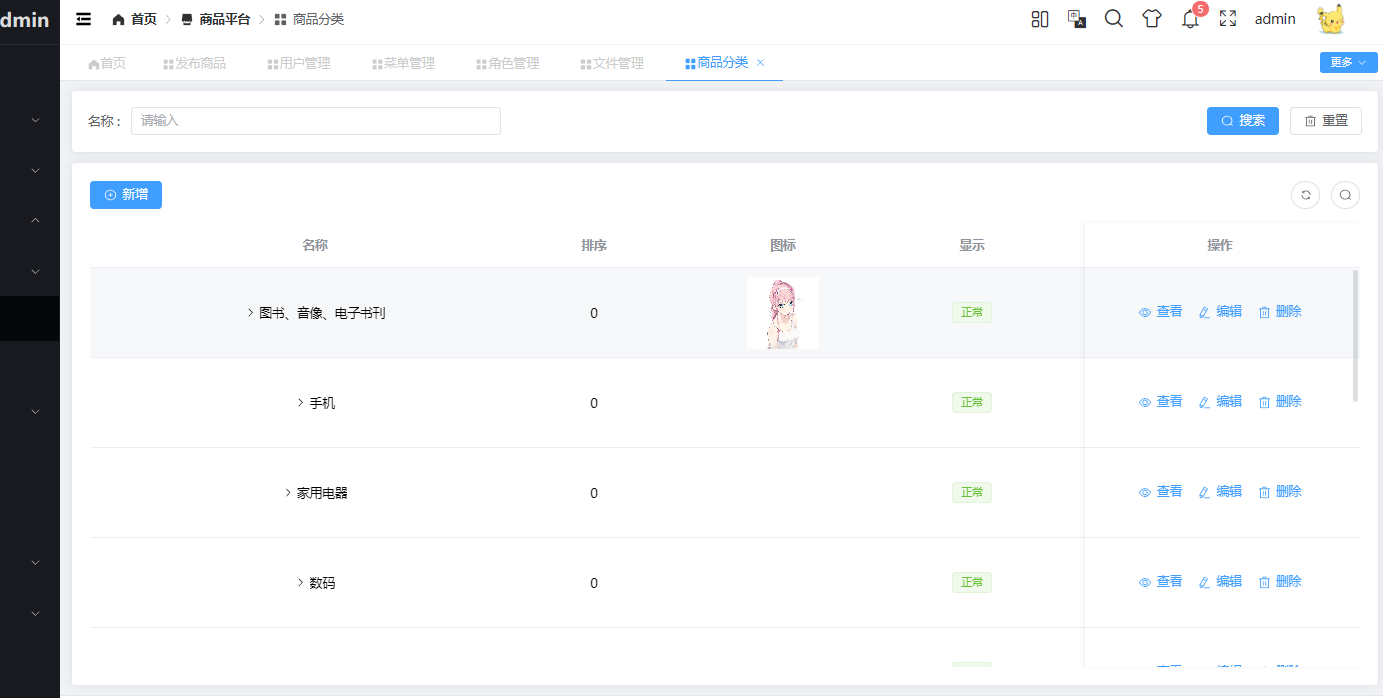 dmin 首页 商品平台 商品分类 5 admin
首页 发布商品 用户管理 菜单管理 角色管理 文件管理 商品分类 更多
名称： 请输入 搜索 重置
新增
名称 排序 图标 显示 操作
图书、音像、电子书刊 0 正常 查看 编辑 删除
手机 0 正常 查看 编辑 删除
家用电器 0 正常 查看 编辑 删除
数码 0 正常 查看 编辑 删除